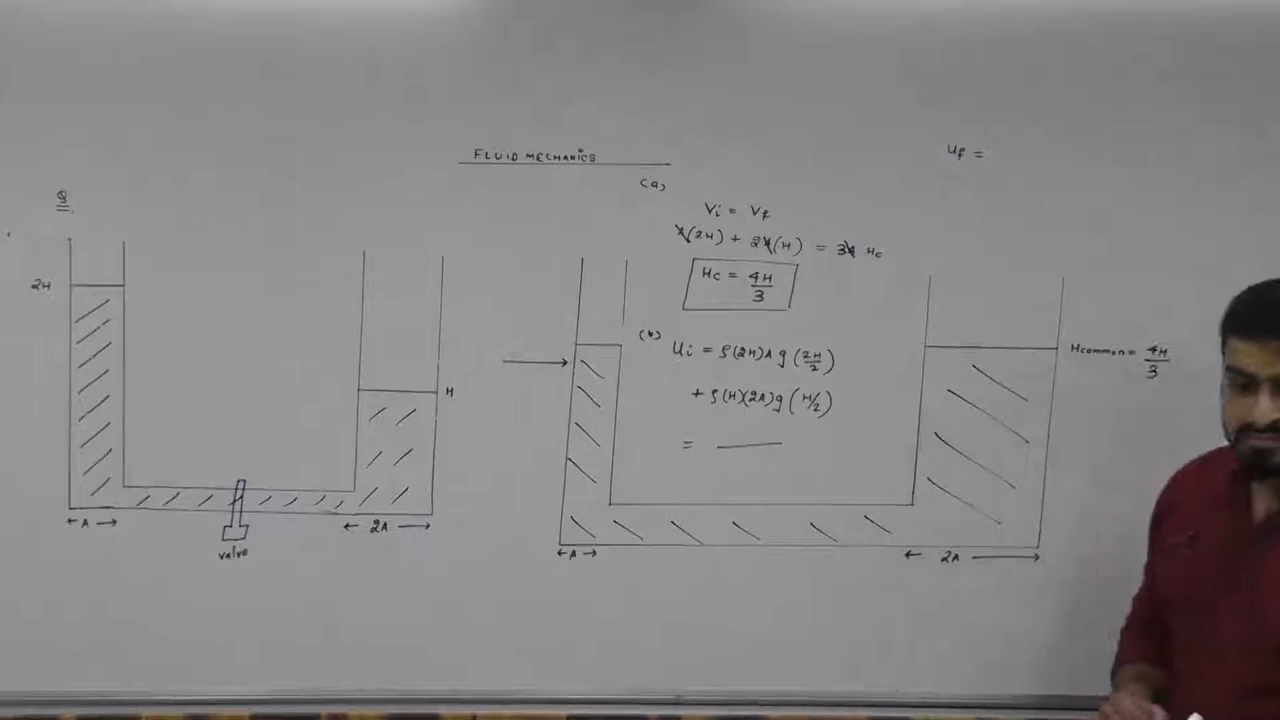 FLUID MECHANICS
Uf =
Q
(a)
Vi = Vf
A(2H) + 2A(H) = 3A Hc
Hc = 4H/3
2H
H
(b)
Ui = ρ(2H)A g (2H/2)
+ ρ(H)(2A)g (H/2)
=
Hcommon = 4H/3
← A →
valve
← 2A →
← A →
← 2A →